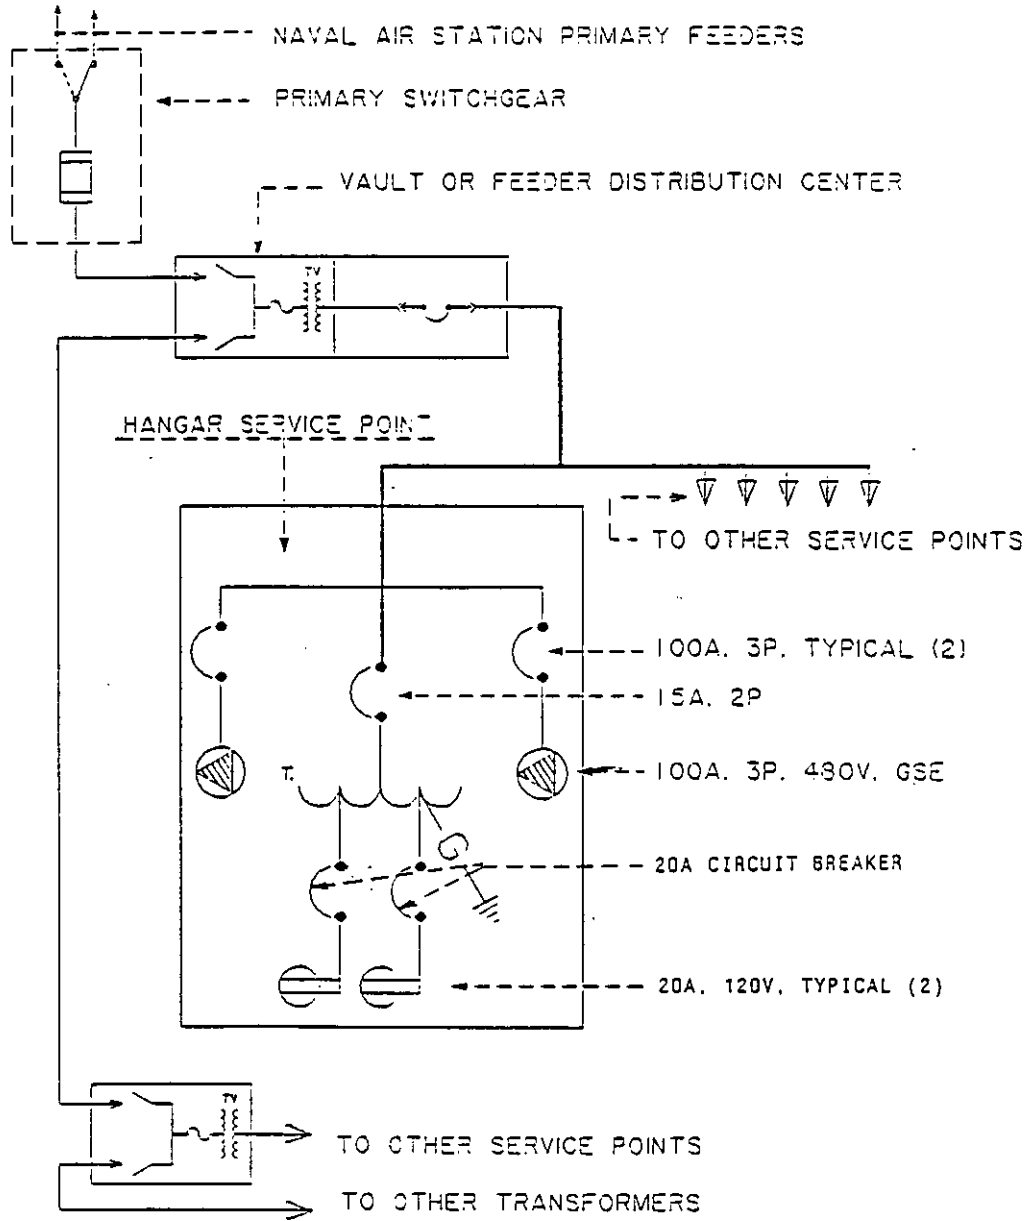 NAVAL AIR STATION PRIMARY FEEDERS
PRIMARY SWITCHGEAR
VAULT OR FEEDER DISTRIBUTION CENTER
TV
HANGAR SERVICE POINT
TO OTHER SERVICE POINTS
100A, 3P, TYPICAL (2)
15A, 2P
T.
100A, 3P, 480V, GSE
G
20A CIRCUIT BREAKER
20A, 120V, TYPICAL (2)
TV
TO OTHER SERVICE POINTS
TO OTHER TRANSFORMERS